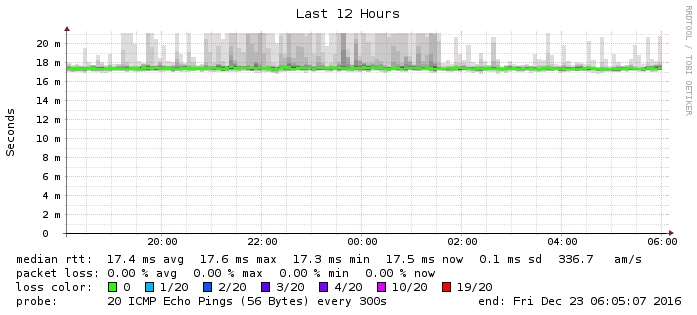 Last 12 Hours
RRDTOOL / TOBI OETIKER
Seconds
20 m
18 m
16 m
14 m
12 m
10 m
8 m
6 m
4 m
2 m
0
20:00 22:00 00:00 02:00 04:00 06:00
median rtt: 17.4 ms avg 17.6 ms max 17.3 ms min 17.5 ms now 0.1 ms sd 336.7 am/s
packet loss: 0.00 % avg 0.00 % max 0.00 % min 0.00 % now
loss color: 0 1/20 2/20 3/20 4/20 10/20 19/20
probe: 20 ICMP Echo Pings (56 Bytes) every 300s end: Fri Dec 23 06:05:07 2016